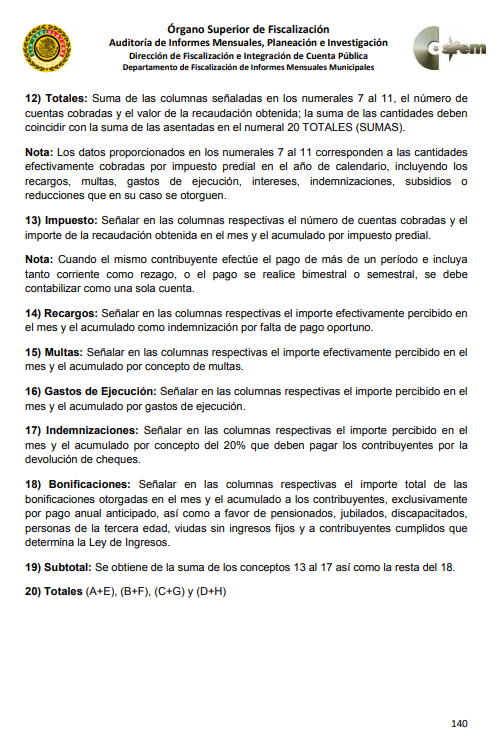 Órgano Superior de Fiscalización
Auditoría de Informes Mensuales, Planeación e Investigación
Dirección de Fiscalización e Integración de Cuenta Pública
Departamento de Fiscalización de Informes Mensuales Municipales
osfem
12) Totales: Suma de las columnas señaladas en los numerales 7 al 11, el número de
cuentas cobradas y el valor de la recaudación obtenida; la suma de las cantidades deben
coincidir con la suma de las asentadas en el numeral 20 TOTALES (SUMAS).
Nota: Los datos proporcionados en los numerales 7 al 11 corresponden a las cantidades
efectivamente cobradas por impuesto predial en el año de calendario, incluyendo los
recargos, multas, gastos de ejecución, intereses, indemnizaciones, subsidios o
reducciones que en su caso se otorguen.
13) Impuesto: Señalar en las columnas respectivas el número de cuentas cobradas y el
importe de la recaudación obtenida en el mes y el acumulado por impuesto predial.
Nota: Cuando el mismo contribuyente efectúe el pago de más de un período e incluya
tanto corriente como rezago, o el pago se realice bimestral o semestral, se debe
contabilizar como una sola cuenta.
14) Recargos: Señalar en las columnas respectivas el importe efectivamente percibido en
el mes y el acumulado como indemnización por falta de pago oportuno.
15) Multas: Señalar en las columnas respectivas el importe efectivamente percibido en el
mes y el acumulado por concepto de multas.
16) Gastos de Ejecución: Señalar en las columnas respectivas el importe percibido en el
mes y el acumulado por gastos de ejecución.
17) Indemnizaciones: Señalar en las columnas respectivas el importe percibido en el
mes y el acumulado por concepto del 20% que deben pagar los contribuyentes por la
devolución de cheques.
18) Bonificaciones: Señalar en las columnas respectivas el importe total de las
bonificaciones otorgadas en el mes y el acumulado a los contribuyentes, exclusivamente
por pago anual anticipado, así como a favor de pensionados, jubilados, discapacitados,
personas de la tercera edad, viudas sin ingresos fijos y a contribuyentes cumplidos que
determina la Ley de Ingresos.
19) Subtotal: Se obtiene de la suma de los conceptos 13 al 17 así como la resta del 18.
20) Totales (A+E), (B+F), (C+G) y (D+H)
140